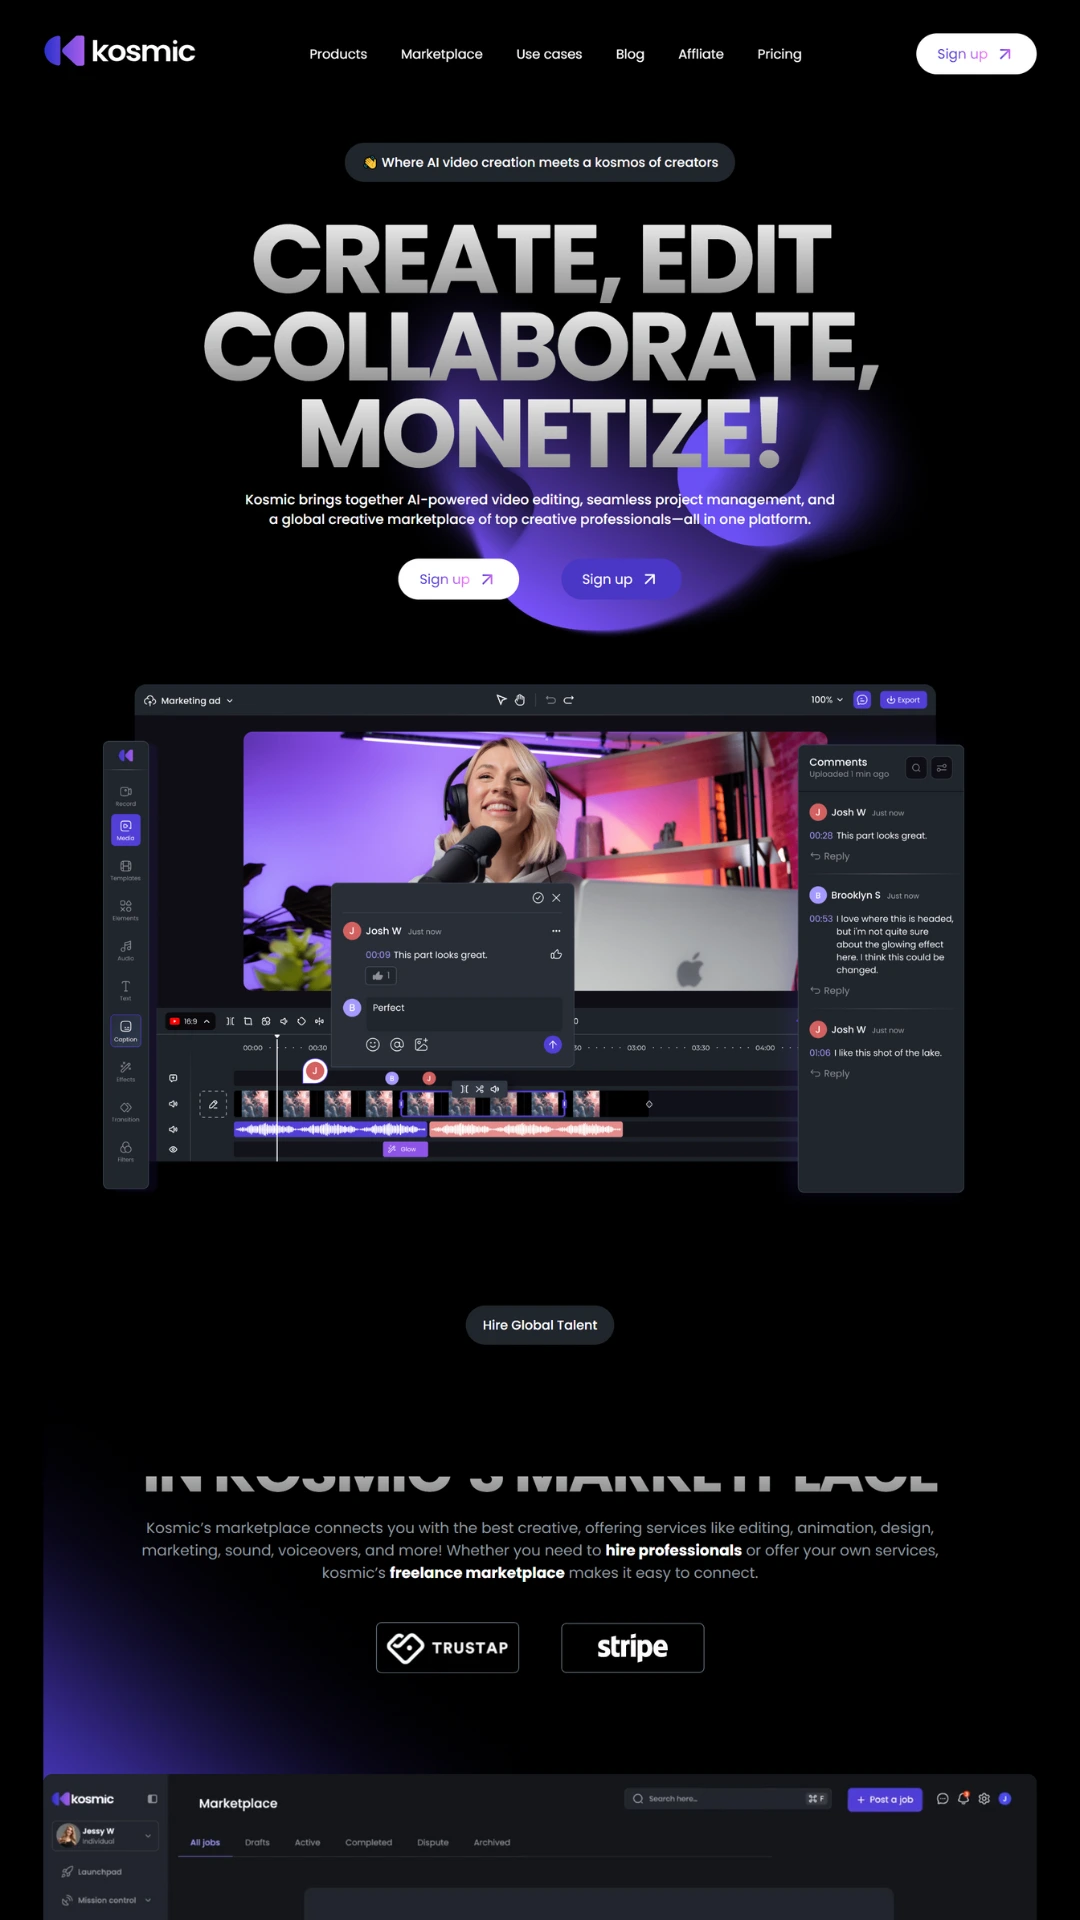 kosmic
Products Marketplace Use cases Blog Affliate Pricing
Sign up
👋 Where AI video creation meets a kosmos of creators
CREATE, EDIT
COLLABORATE,
MONETIZE!
Kosmic brings together AI-powered video editing, seamless project management, and
a global creative marketplace of top creative professionals—all in one platform.
Sign up
Sign up
Marketing ad
100%
Export
Record
Media
Templates
Elements
Audio
Text
Caption
Effects
Transition
Filters
J Josh W Just now
00:09 This part looks great.
1
B Perfect
Comments
Uploaded 1 min ago
J Josh W Just now
00:28 This part looks great.
Reply
B Brooklyn S Just now
00:53 I love where this is headed,
but i'm not quite sure
about the glowing effect
here. I think this could be
changed.
Reply
J Josh W Just now
01:06 I like this shot of the lake.
Reply
16:9
00:00 00:30 03:00 03:30 04:00
J B J
Glow
Hire Global Talent
IN KOSMIC'S MARKETPLACE
Kosmic's marketplace connects you with the best creative, offering services like editing, animation, design,
marketing, sound, voiceovers, and more! Whether you need to hire professionals or offer your own services,
kosmic's freelance marketplace makes it easy to connect.
TRUSTAP
stripe
kosmic
Jessy W
individual
Launchpad
Mission control
Marketplace
Search here..
⌘ F
+ Post a job
J
All jobs Drafts Active Completed Dispute Archived